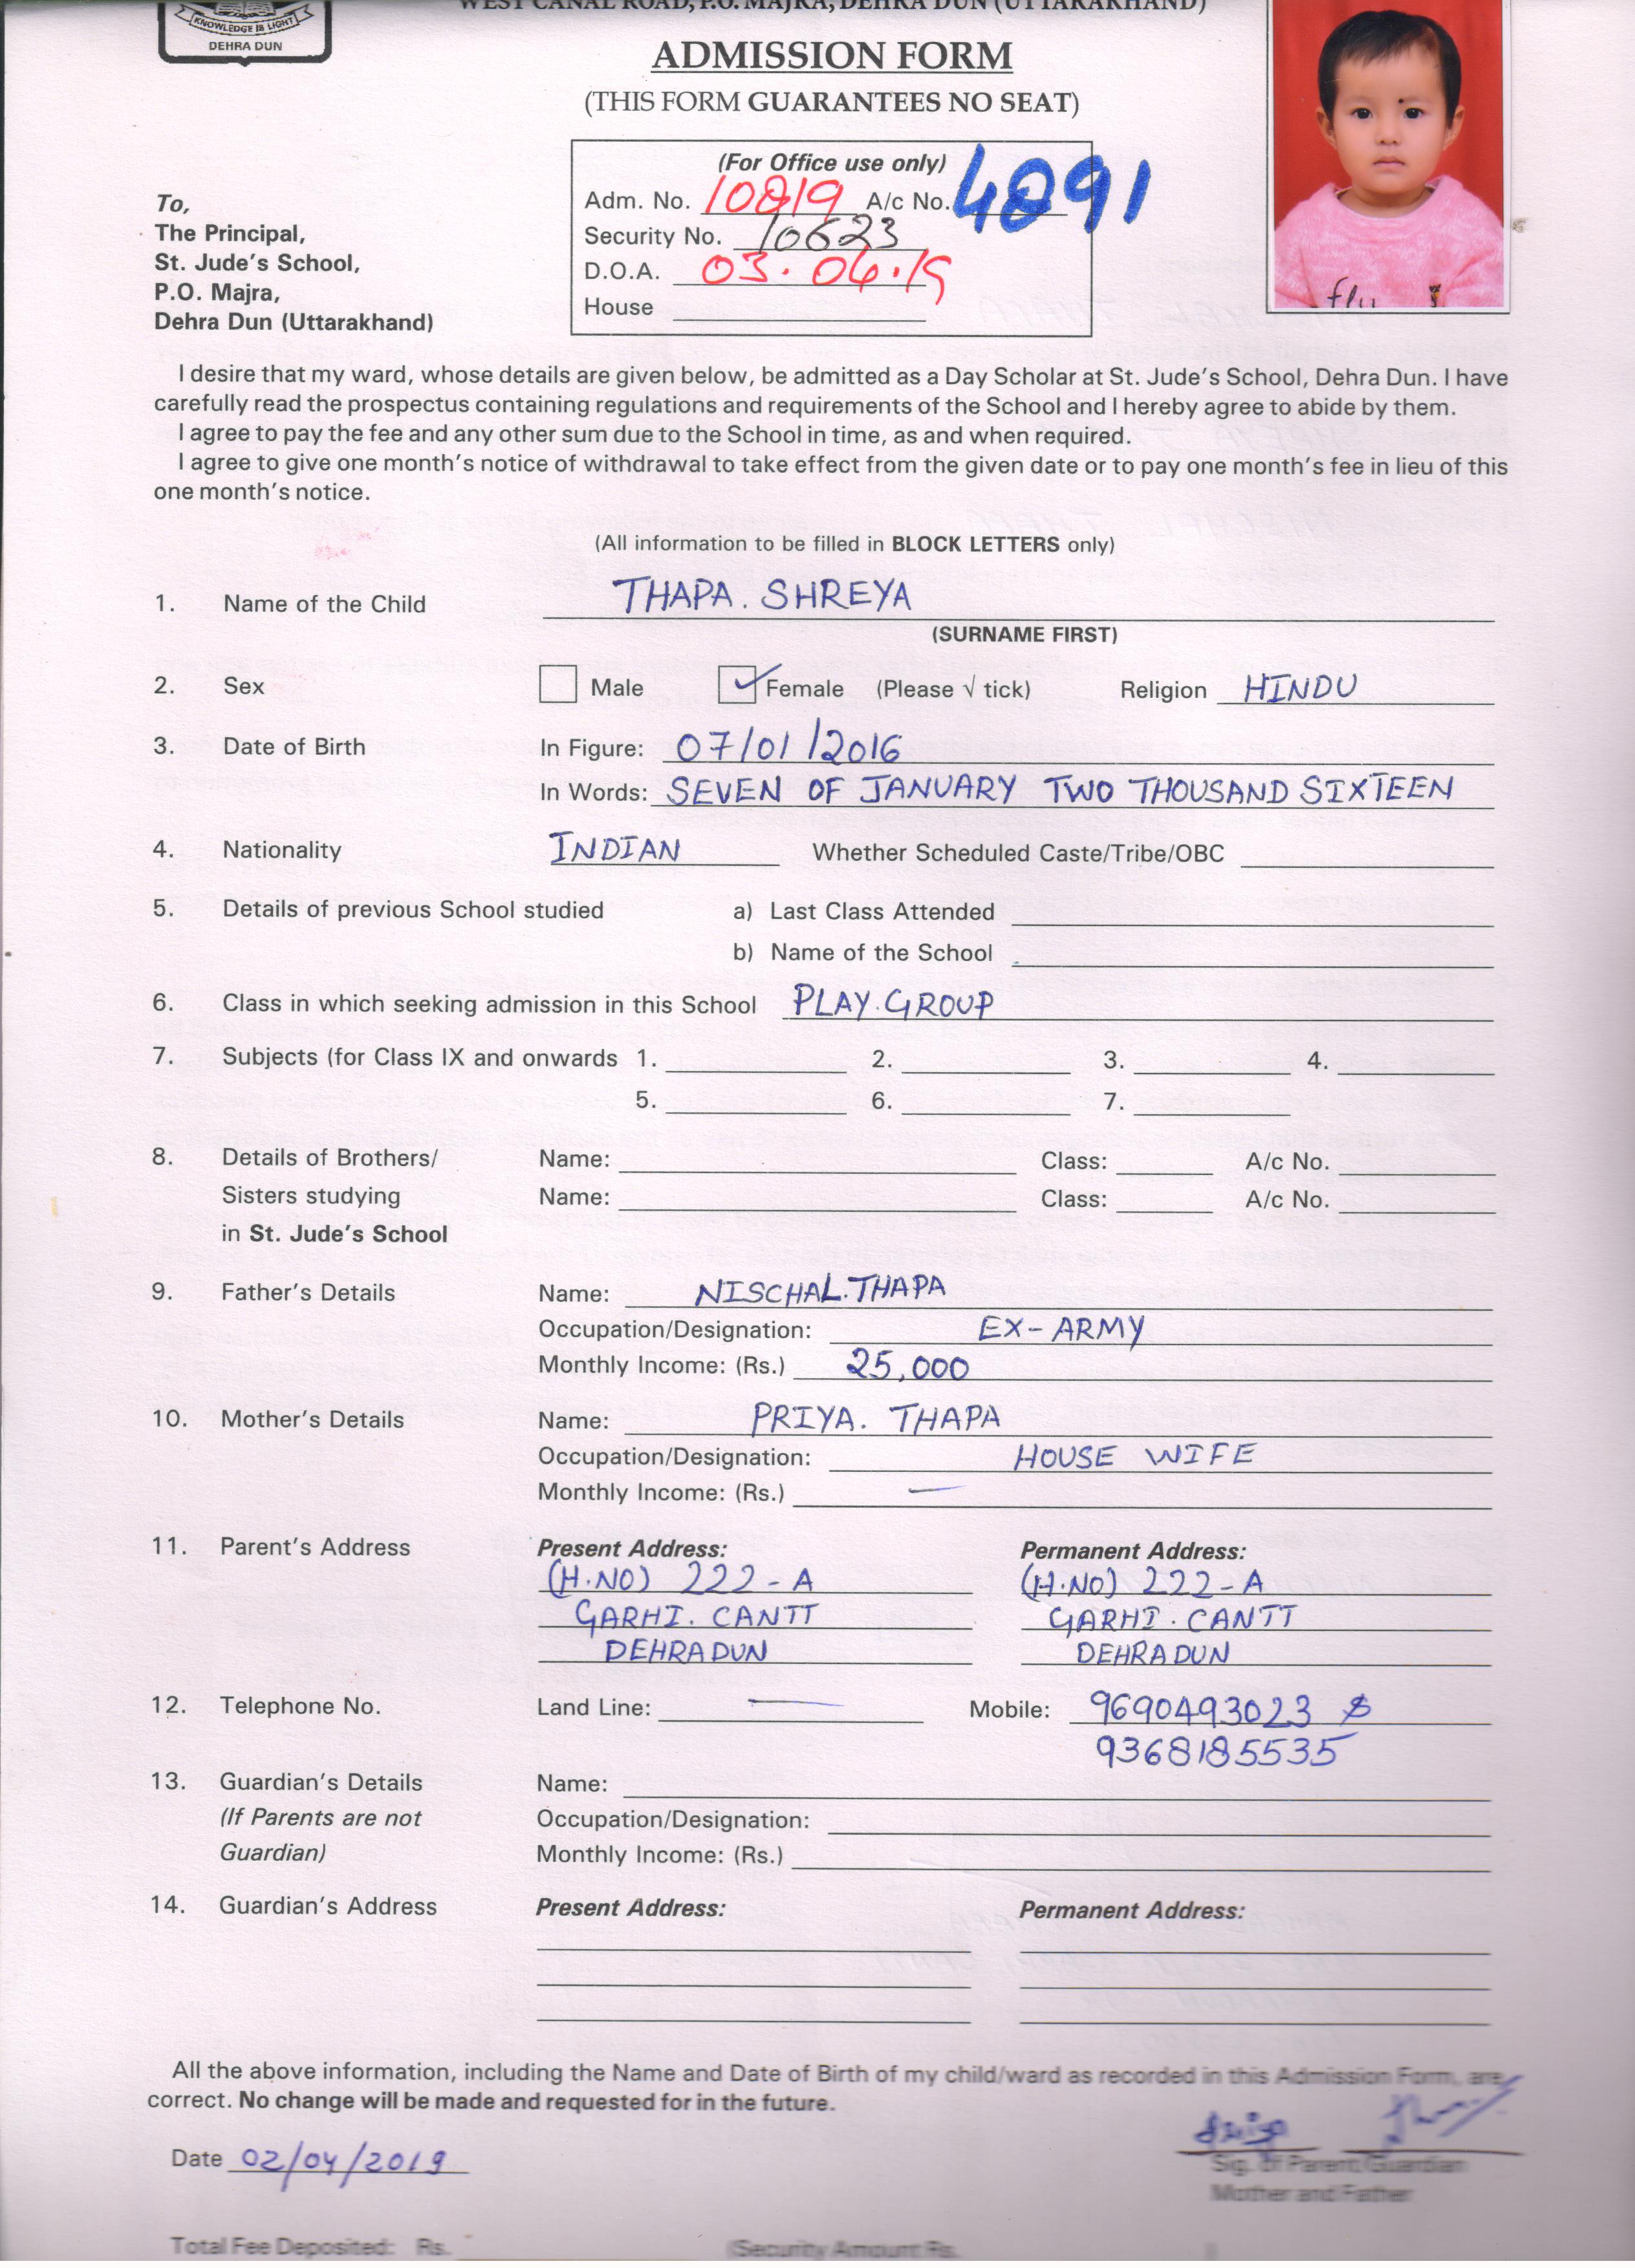 KNOWLEDGE IS LIGHT
DEHRA DUN
WEST CANAL ROAD, P.O. MAJRA, DEHRA DUN (UTTARAKHAND)
ADMISSION FORM
(THIS FORM GUARANTEES NO SEAT)
(For Office use only)
Adm. No. 10819 A/c No. 4891
Security No. 10623
D.O.A. 03.04.19
House
To,
The Principal,
St. Jude's School,
P.O. Majra,
Dehra Dun (Uttarakhand)
I desire that my ward, whose details are given below, be admitted as a Day Scholar at St. Jude's School, Dehra Dun. I have
carefully read the prospectus containing regulations and requirements of the School and I hereby agree to abide by them.
I agree to pay the fee and any other sum due to the School in time, as and when required.
I agree to give one month's notice of withdrawal to take effect from the given date or to pay one month's fee in lieu of this
one month's notice.
(All information to be filled in BLOCK LETTERS only)
1. Name of the Child THAPA. SHREYA
(SURNAME FIRST)
2. Sex Male Female (Please √ tick) Religion HINDU
3. Date of Birth In Figure: 07/01/2016
In Words: SEVEN OF JANUARY TWO THOUSAND SIXTEEN
4. Nationality INDIAN Whether Scheduled Caste/Tribe/OBC
5. Details of previous School studied a) Last Class Attended
b) Name of the School
6. Class in which seeking admission in this School PLAY.GROUP
7. Subjects (for Class IX and onwards 1. 2. 3. 4.
5. 6. 7.
8. Details of Brothers/ Name: Class: A/c No.
Sisters studying Name: Class: A/c No.
in St. Jude's School
9. Father's Details Name: NISCHAL.THAPA
Occupation/Designation: EX-ARMY
Monthly Income: (Rs.) 25,000
10. Mother's Details Name: PRIYA. THAPA
Occupation/Designation: HOUSE WIFE
Monthly Income: (Rs.) —
11. Parent's Address Present Address: Permanent Address:
(H.NO) 222-A (H.NO) 222-A
GARHI. CANTT GARHI. CANTT
DEHRADUN DEHRADUN
12. Telephone No. Land Line: — Mobile: 9690493023 &
9368185535
13. Guardian's Details Name:
(If Parents are not Occupation/Designation:
Guardian) Monthly Income: (Rs.)
14. Guardian's Address Present Address: Permanent Address:
All the above information, including the Name and Date of Birth of my child/ward as recorded in this Admission Form, are
correct. No change will be made and requested for in the future.
Date 02/04/2019
Sig. of Parent/Guardian
Mother and Father
Total Fee Deposited: Rs. (Security Amount Rs.